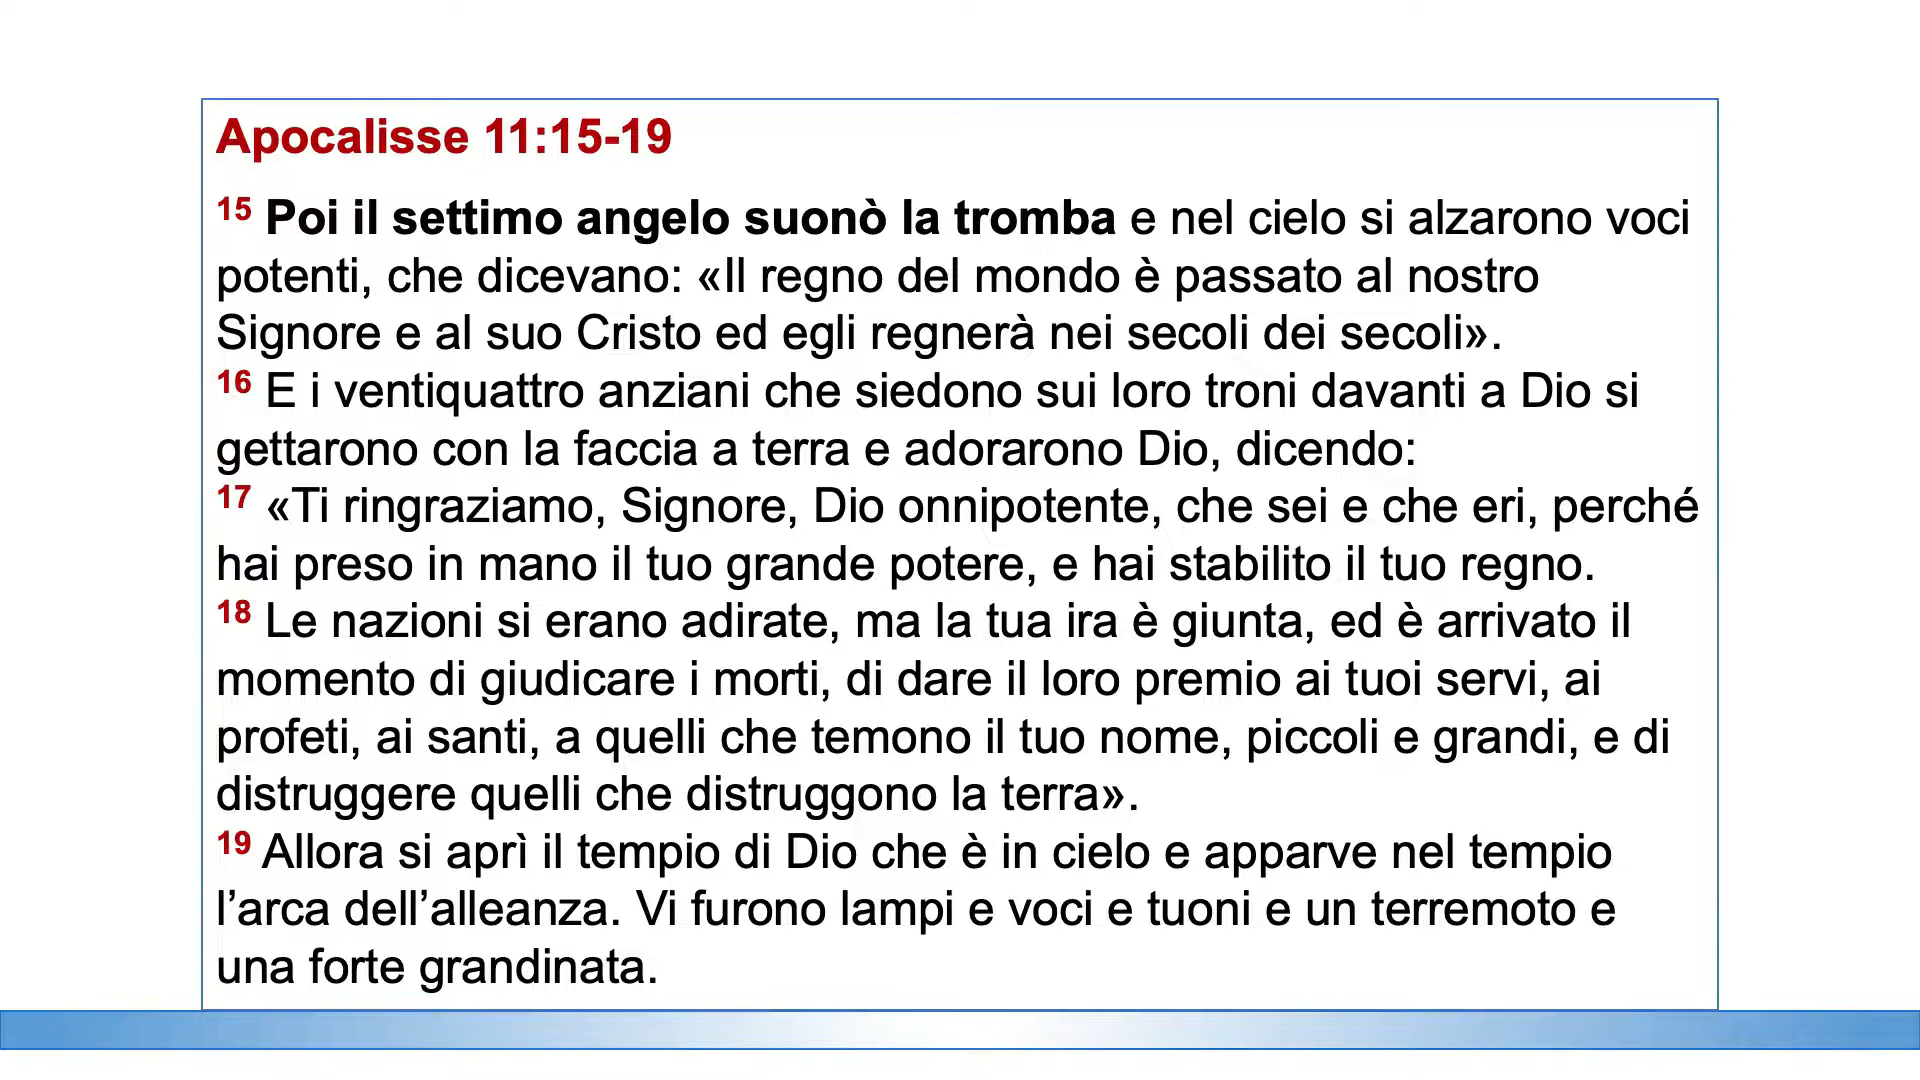 Apocalisse 11:15-19
15 Poi il settimo angelo suonò la tromba e nel cielo si alzarono voci
potenti, che dicevano: «Il regno del mondo è passato al nostro
Signore e al suo Cristo ed egli regnerà nei secoli dei secoli».
16 E i ventiquattro anziani che siedono sui loro troni davanti a Dio si
gettarono con la faccia a terra e adorarono Dio, dicendo:
17 «Ti ringraziamo, Signore, Dio onnipotente, che sei e che eri, perché
hai preso in mano il tuo grande potere, e hai stabilito il tuo regno.
18 Le nazioni si erano adirate, ma la tua ira è giunta, ed è arrivato il
momento di giudicare i morti, di dare il loro premio ai tuoi servi, ai
profeti, ai santi, a quelli che temono il tuo nome, piccoli e grandi, e di
distruggere quelli che distruggono la terra».
19 Allora si aprì il tempio di Dio che è in cielo e apparve nel tempio
l’arca dell’alleanza. Vi furono lampi e voci e tuoni e un terremoto e
una forte grandinata.